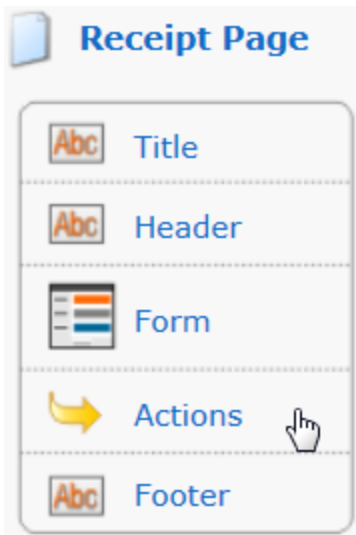 Receipt Page
Abc Title
Abc Header
Form
Actions
Abc Footer